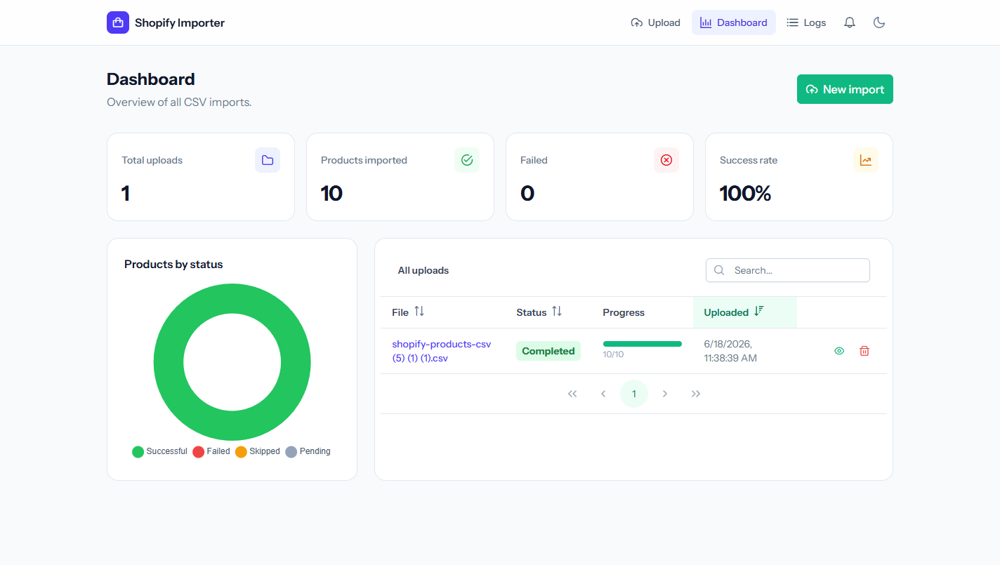 Shopify Importer
Upload
Dashboard
Logs
Dashboard
Overview of all CSV imports.
New import
Total uploads
1
Products imported
10
Failed
0
Success rate
100%
Products by status
Successful
Failed
Skipped
Pending
All uploads
Search...
File
Status
Progress
Uploaded
shopify-products-csv
(5) (1) (1).csv
Completed
10/10
6/18/2026,
11:38:39 AM
1